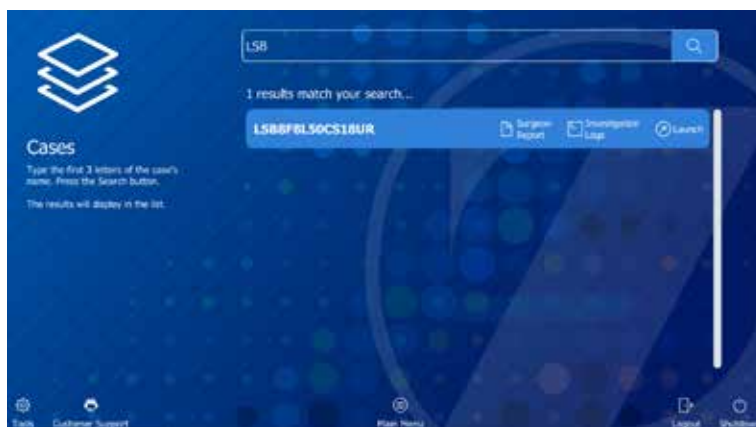 LSB
1 results match your search...
LSB8F8L50CS18UR
Surgeon
Report
Investigation
Logs
Launch
Cases
Type the first 3 letters of the case's
name. Press the Search button.
The results will display in the list.
Tools
Customer Support
Main Menu
Logout
Shutdown